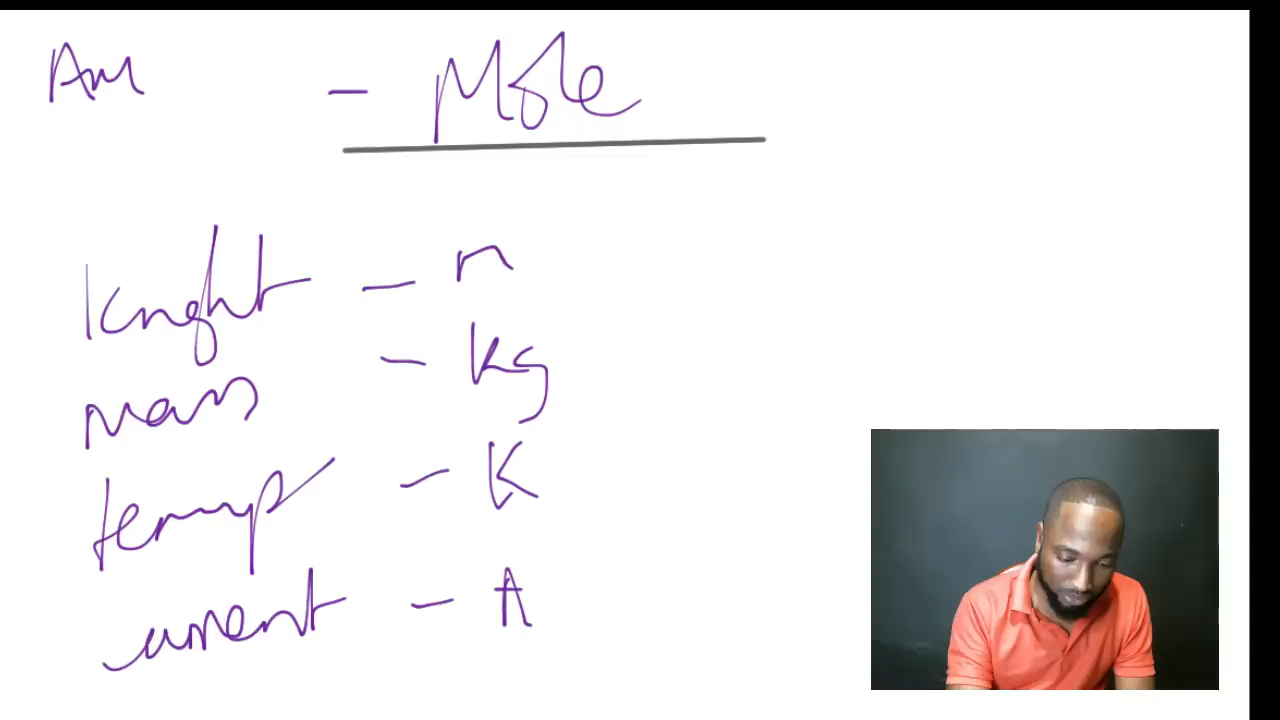 Am - Mole
lenght - m
mass - kg
temp - K
current - A